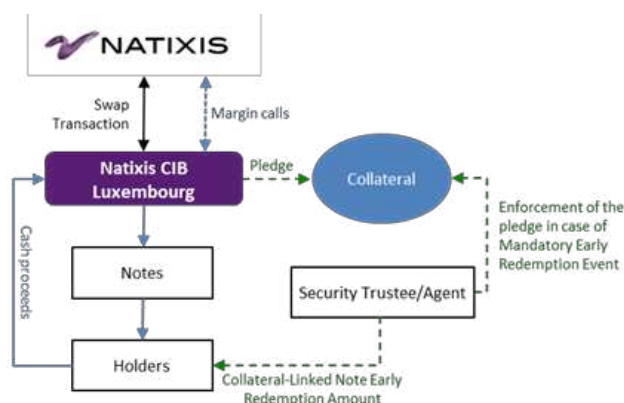 NATIXIS
Swap
Transaction
Margin calls
Natixis CIB
Luxembourg
Pledge
Collateral
Enforcement of the
pledge in case of
Mandatory Early
Redemption Event
Cash proceeds
Notes
Security Trustee/Agent
Holders
Collateral-Linked Note Early
Redemption Amount